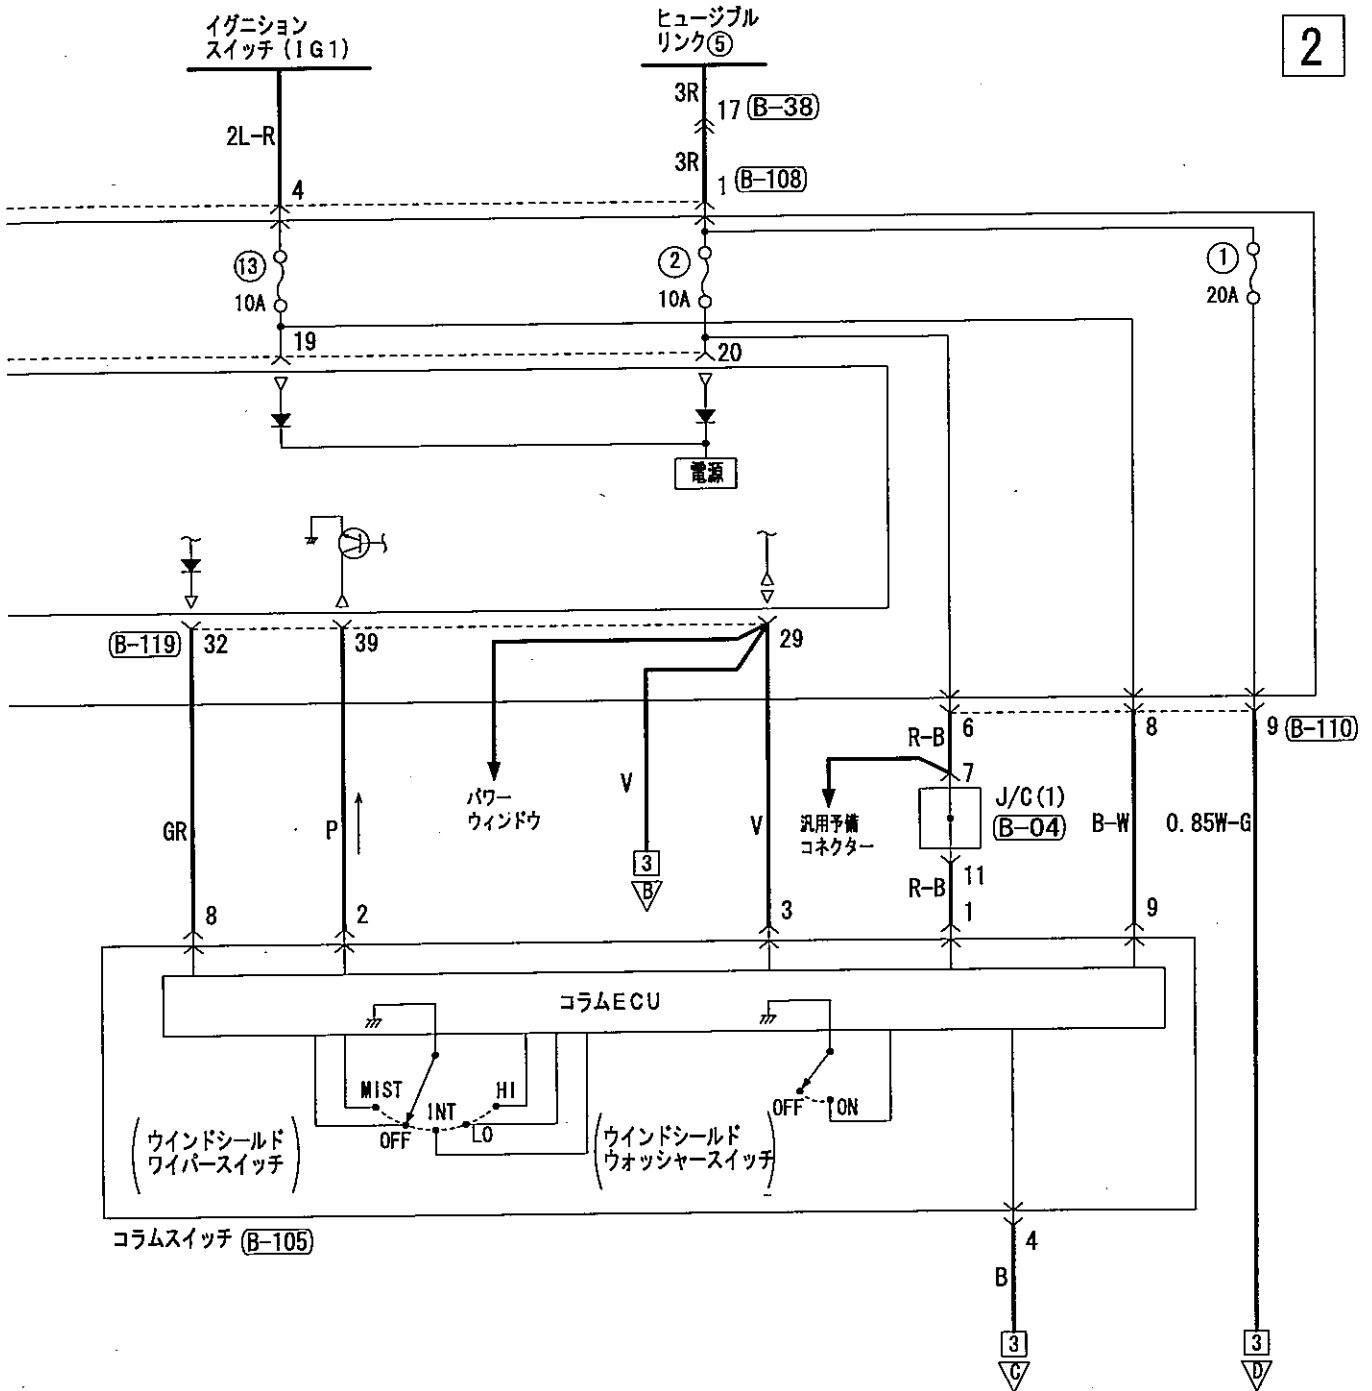 イグニション
スイッチ(IG1)
ヒュージブル
リンク⑤
2
3R
17 (B-38)
2L-R
3R
4
1 (B-108)
⑬
10A
②
10A
①
20A
19
20
電源
(B-119) 32
39
29
6
8
9 (B-110)
R-B
7
パワー
ウィンドウ
V
汎用予備
コネクター
J/C(1)
(B-04)
GR
P
V
B-W
0.85W-G
3
B
R-B
11
8
2
3
1
9
コラムECU
MIST
OFF
INT
LO
HI
OFF
ON
ウインドシールド
ワイパースイッチ
ウインドシールド
ウォッシャースイッチ
コラムスイッチ (B-105)
4
B
3
C
3
D